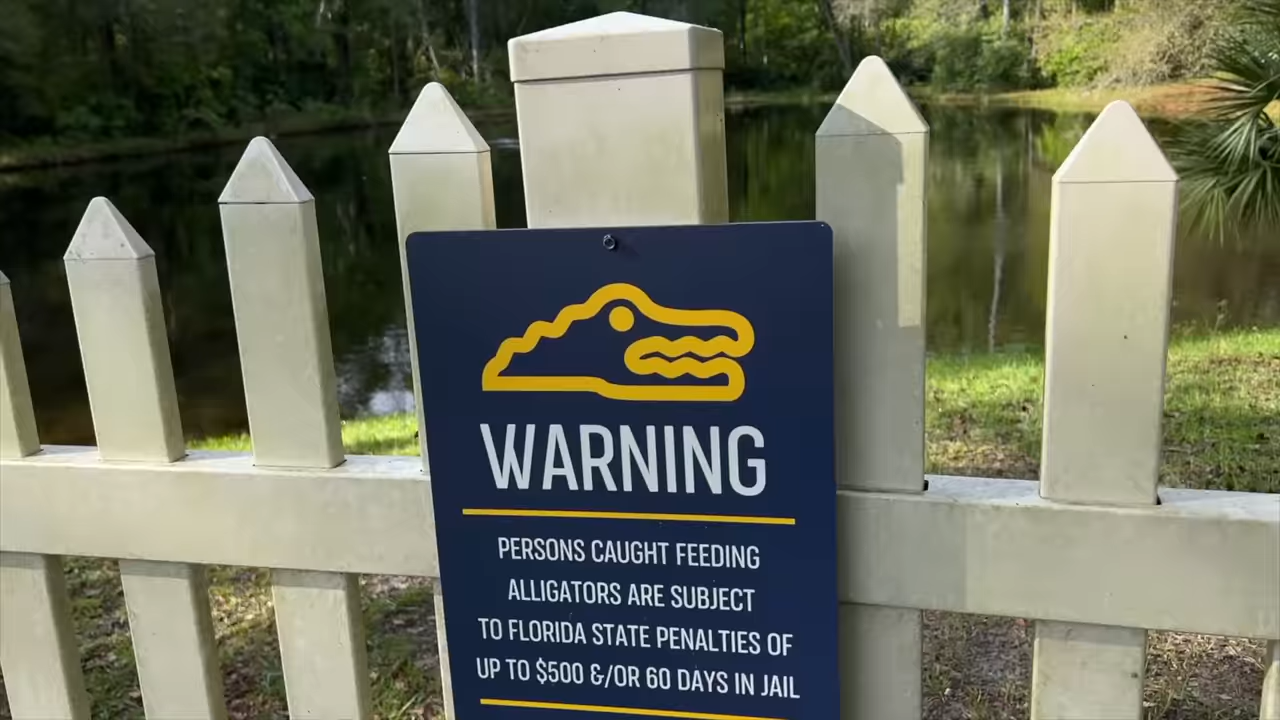 WARNING
PERSONS CAUGHT FEEDING
ALLIGATORS ARE SUBJECT
TO FLORIDA STATE PENALTIES OF
UP TO $500 &/OR 60 DAYS IN JAIL